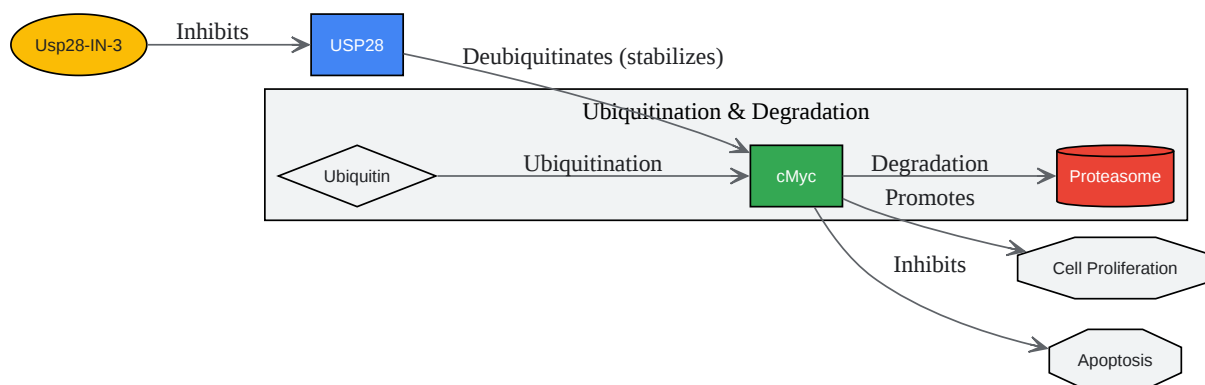 Usp28-IN-3
Inhibits
USP28
Deubiquitinates (stabilizes)
Ubiquitination & Degradation
Ubiquitin
Ubiquitination
cMyc
Degradation
Proteasome
Promotes
Cell Proliferation
Inhibits
Apoptosis